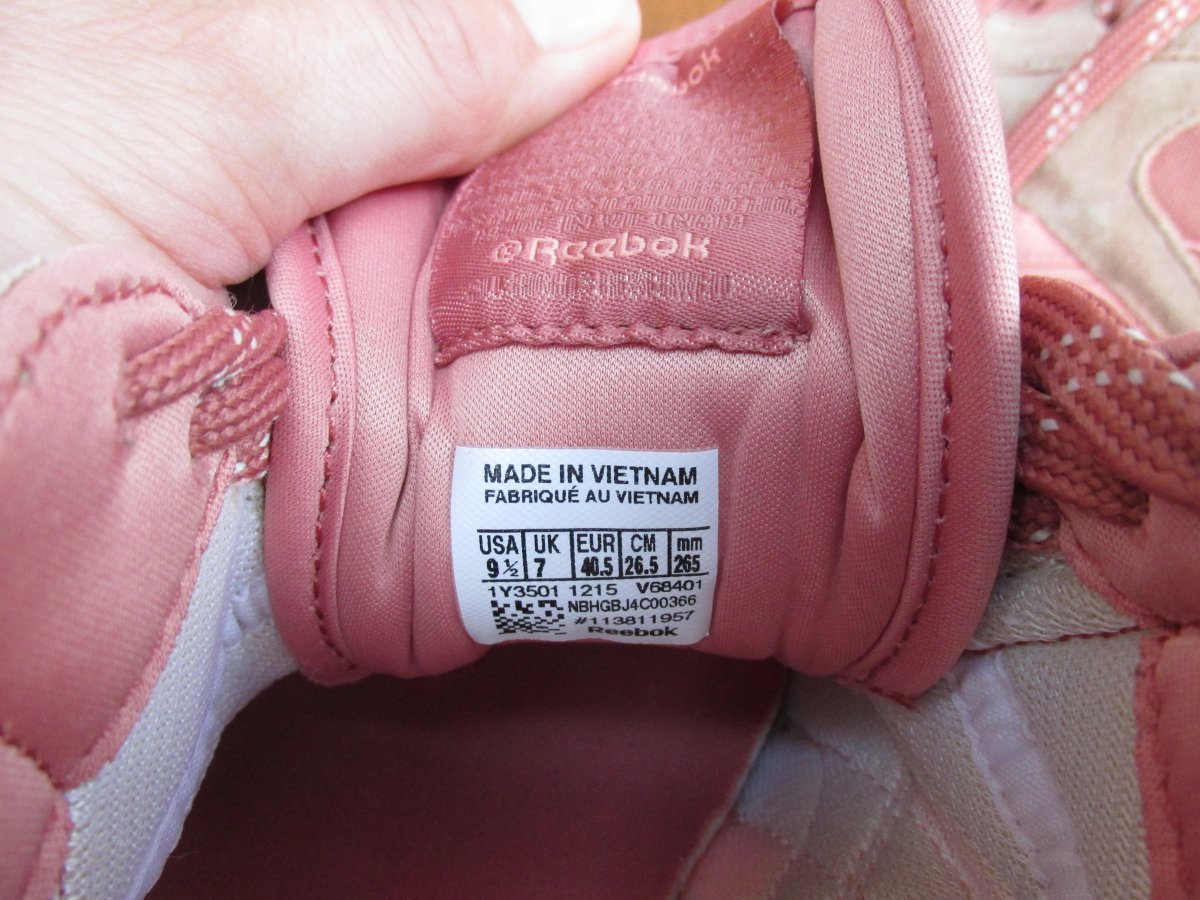 ©Reebok
MADE IN VIETNAM
FABRIQUÉ AU VIETNAM
USA UK EUR CM mm
9 ½ 7 40.5 26.5 265
1Y3501 1215 V68401
NBHGBJ4C00366
#113811957
Reebok